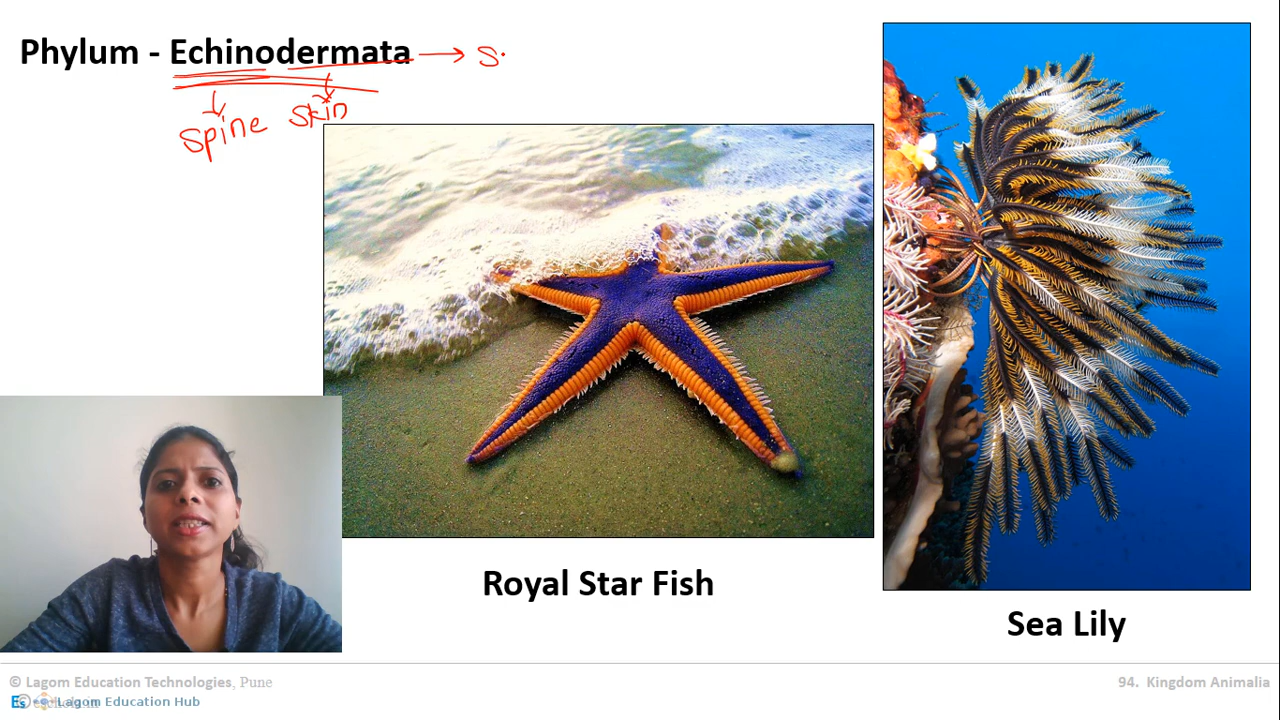 Phylum - Echinodermata → S
Spine Skin
Royal Star Fish
Sea Lily
© Lagom Education Technologies, Pune
94. Kingdom Animalia
Lagom Education Hub